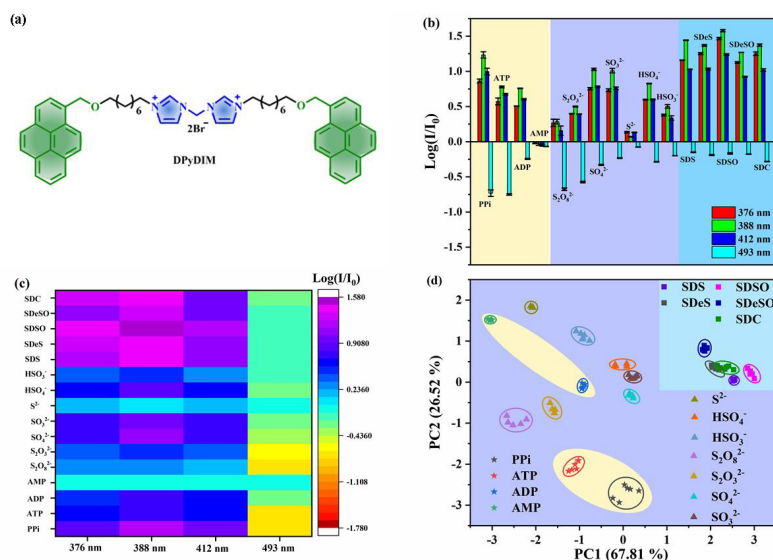 (a)
N
+
N
N
+
N
O
6
2Br
-
6
O
DPyDIM
(b)
Log(I/I₀)
1.5
1.0
0.5
0.0
0.5
1.0
1.5
PPi
ATP
ADP
AMP
S₂O₈²⁻
S₂O₃²⁻
SO₄²⁻
SO₃²⁻
S²⁻
HSO₄⁻
HSO₃⁻
SDS
SDeS
SDSO
SDeSO
SDC
376 nm
388 nm
412 nm
493 nm
(c)
Log(I/I₀)
SDC
SDeSO
SDSO
SDeS
SDS
HSO₃⁻
HSO₄⁻
S²⁻
SO₃²⁻
SO₄²⁻
S₂O₃²⁻
S₂O₈²⁻
AMP
ADP
ATP
PPi
376 nm 388 nm 412 nm 493 nm
1.580
0.9080
0.2360
-0.4360
-1.108
-1.780
(d)
PC2 (26.52 %)
2
1
0
-1
-2
-3
-3 -2 -1 0 1 2 3
PC1 (67.81 %)
SDS SDSO
SDeS SDeSO
SDC
S²⁻
HSO₄⁻
HSO₃⁻
S₂O₈²⁻
S₂O₃²⁻
SO₄²⁻
SO₃²⁻
PPi
ATP
ADP
AMP